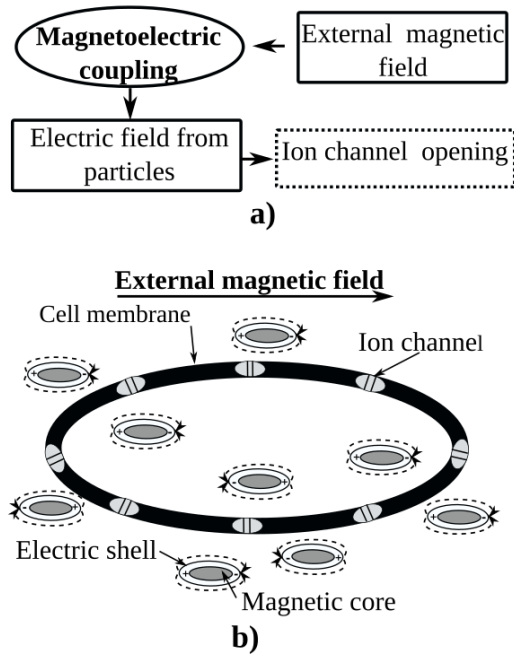 Magnetoelectric
coupling
External magnetic
field
Electric field from
particles
Ion channel opening
a)
External magnetic field
Cell membrane
Ion channel
Electric shell
Magnetic core
b)